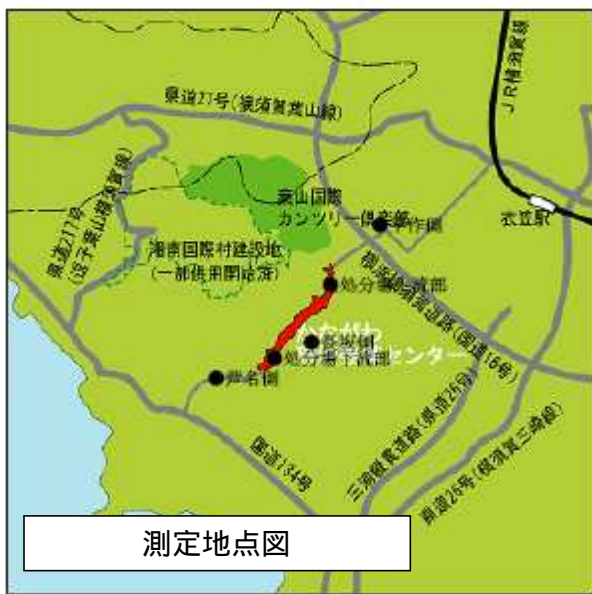 県道27号(横須賀葉山線)
JR横須賀線
県道217号
(逗子葉山横須賀線)
葉山国際
カンツリー倶楽部
衣笠駅
湘南国際村建設地
(一部供用開始済)
処分場上流部
横浜横須賀道路(国道16号)
かながわ
センター
処分場下流部
芦名側
三浦縦貫道路(県道26号)
国道134号
県道26号(横須賀三崎線)
測定地点図